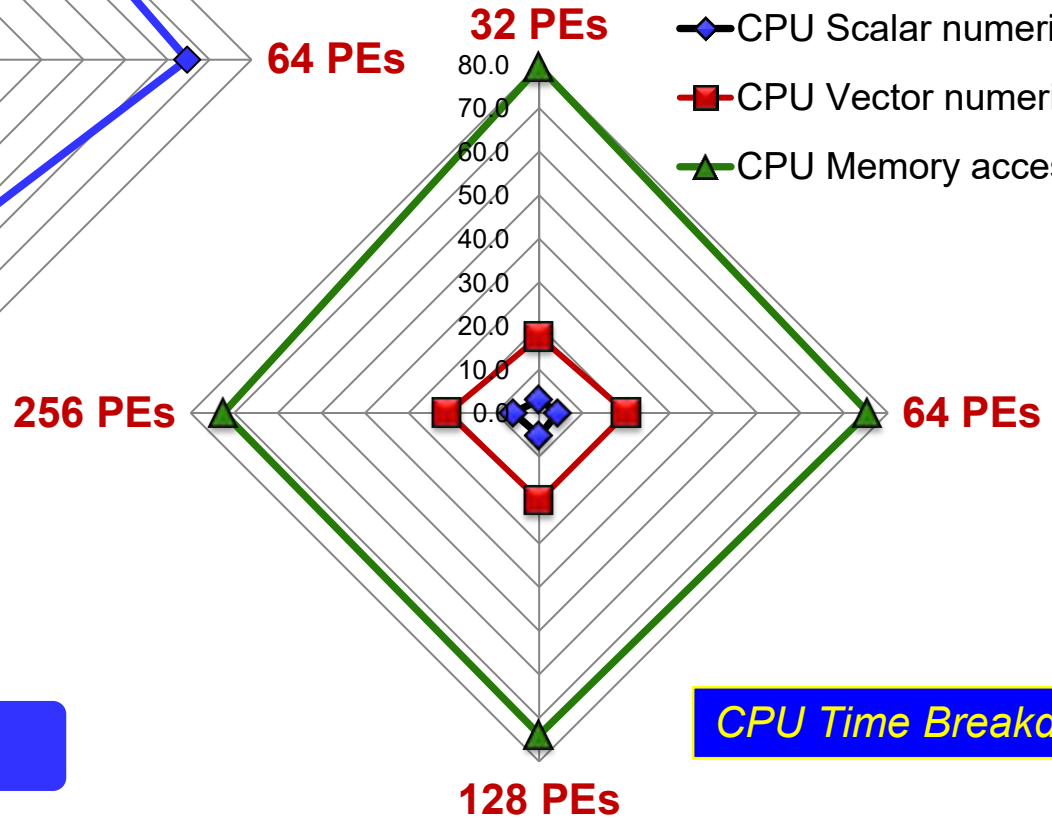 32 PEs
CPU Scalar numeri
64 PEs
80.0
CPU Vector numeri
70.0
60.0
CPU Memory acces
50.0
40.0
30.0
20.0
10.0
256 PEs
0.0
64 PEs
CPU Time Breakd
128 PEs